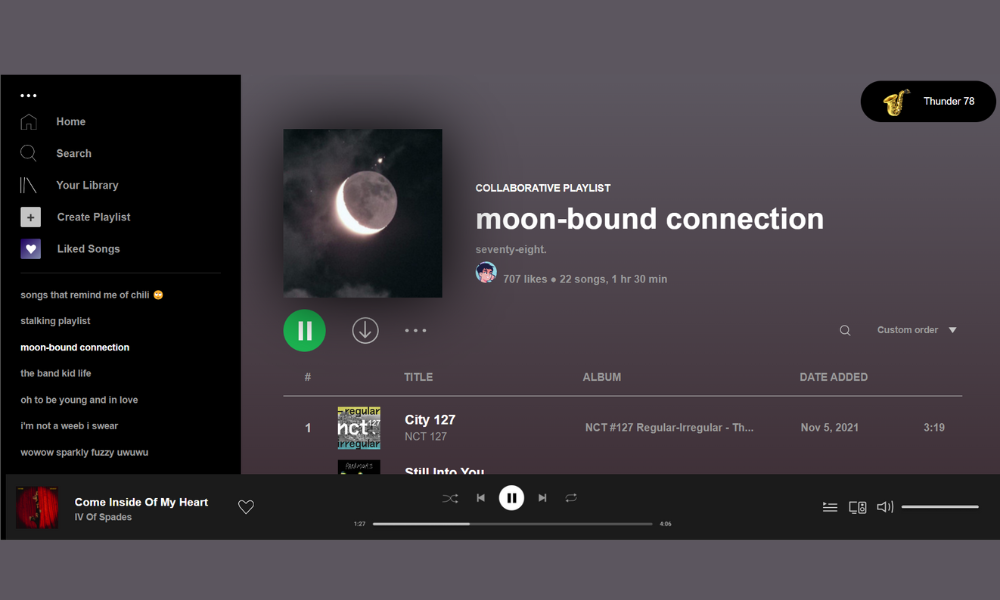 Thunder 78
Home
Search
Your Library
Create Playlist
Liked Songs
songs that remind me of chili 🙄
stalking playlist
moon-bound connection
the band kid life
oh to be young and in love
i'm not a weeb i swear
wowow sparkly fuzzy uwuwu
COLLABORATIVE PLAYLIST
moon-bound connection
seventy-eight.
707 likes ● 22 songs, 1 hr 30 min
Custom order
# TITLE ALBUM DATE ADDED
regular
nct 127
irregular
1 City 127 NCT #127 Regular-Irregular - Th... Nov 5, 2021 3:19
NCT 127
Still Into You
Come Inside Of My Heart
IV Of Spades
1:27 4:06